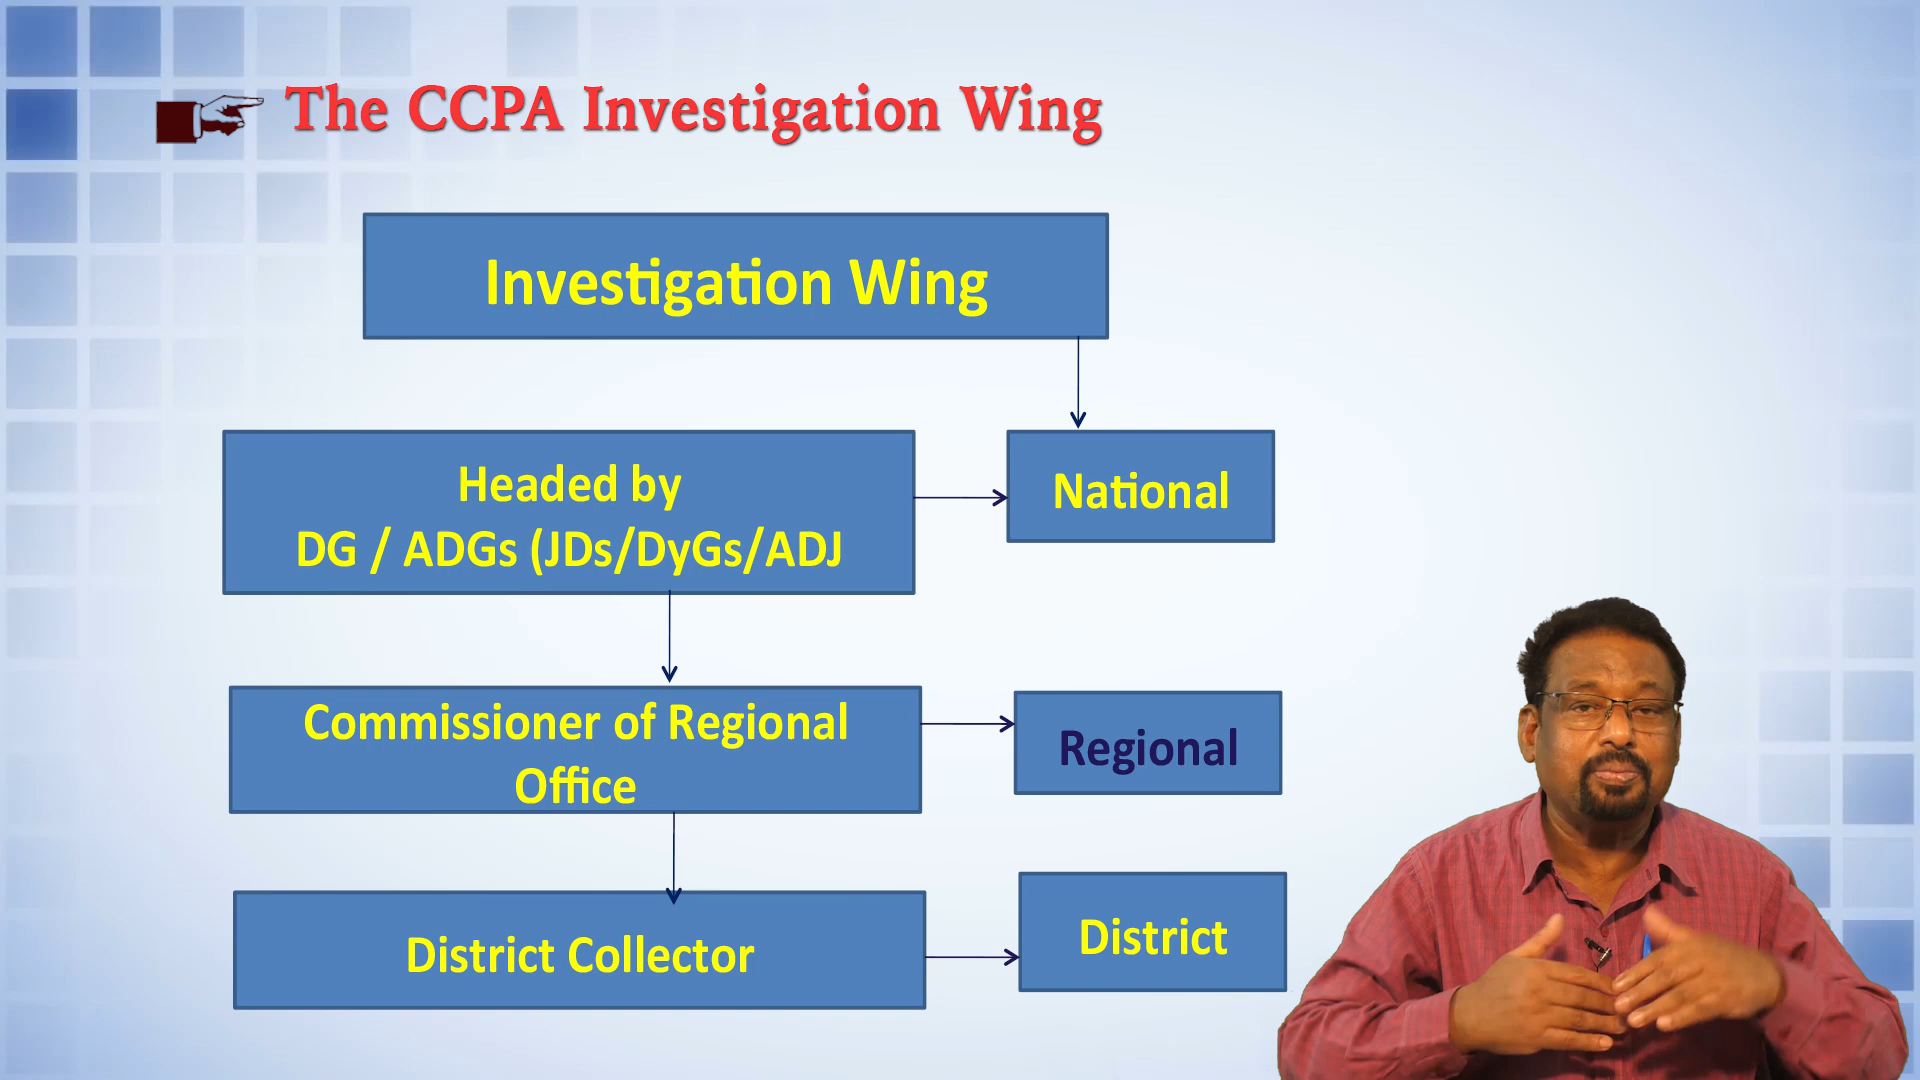 The CCPA Investigation Wing
Investigation Wing
Headed by
DG / ADGs (JDs/DyGs/ADJ
National
Commissioner of Regional
Office
Regional
District Collector
District